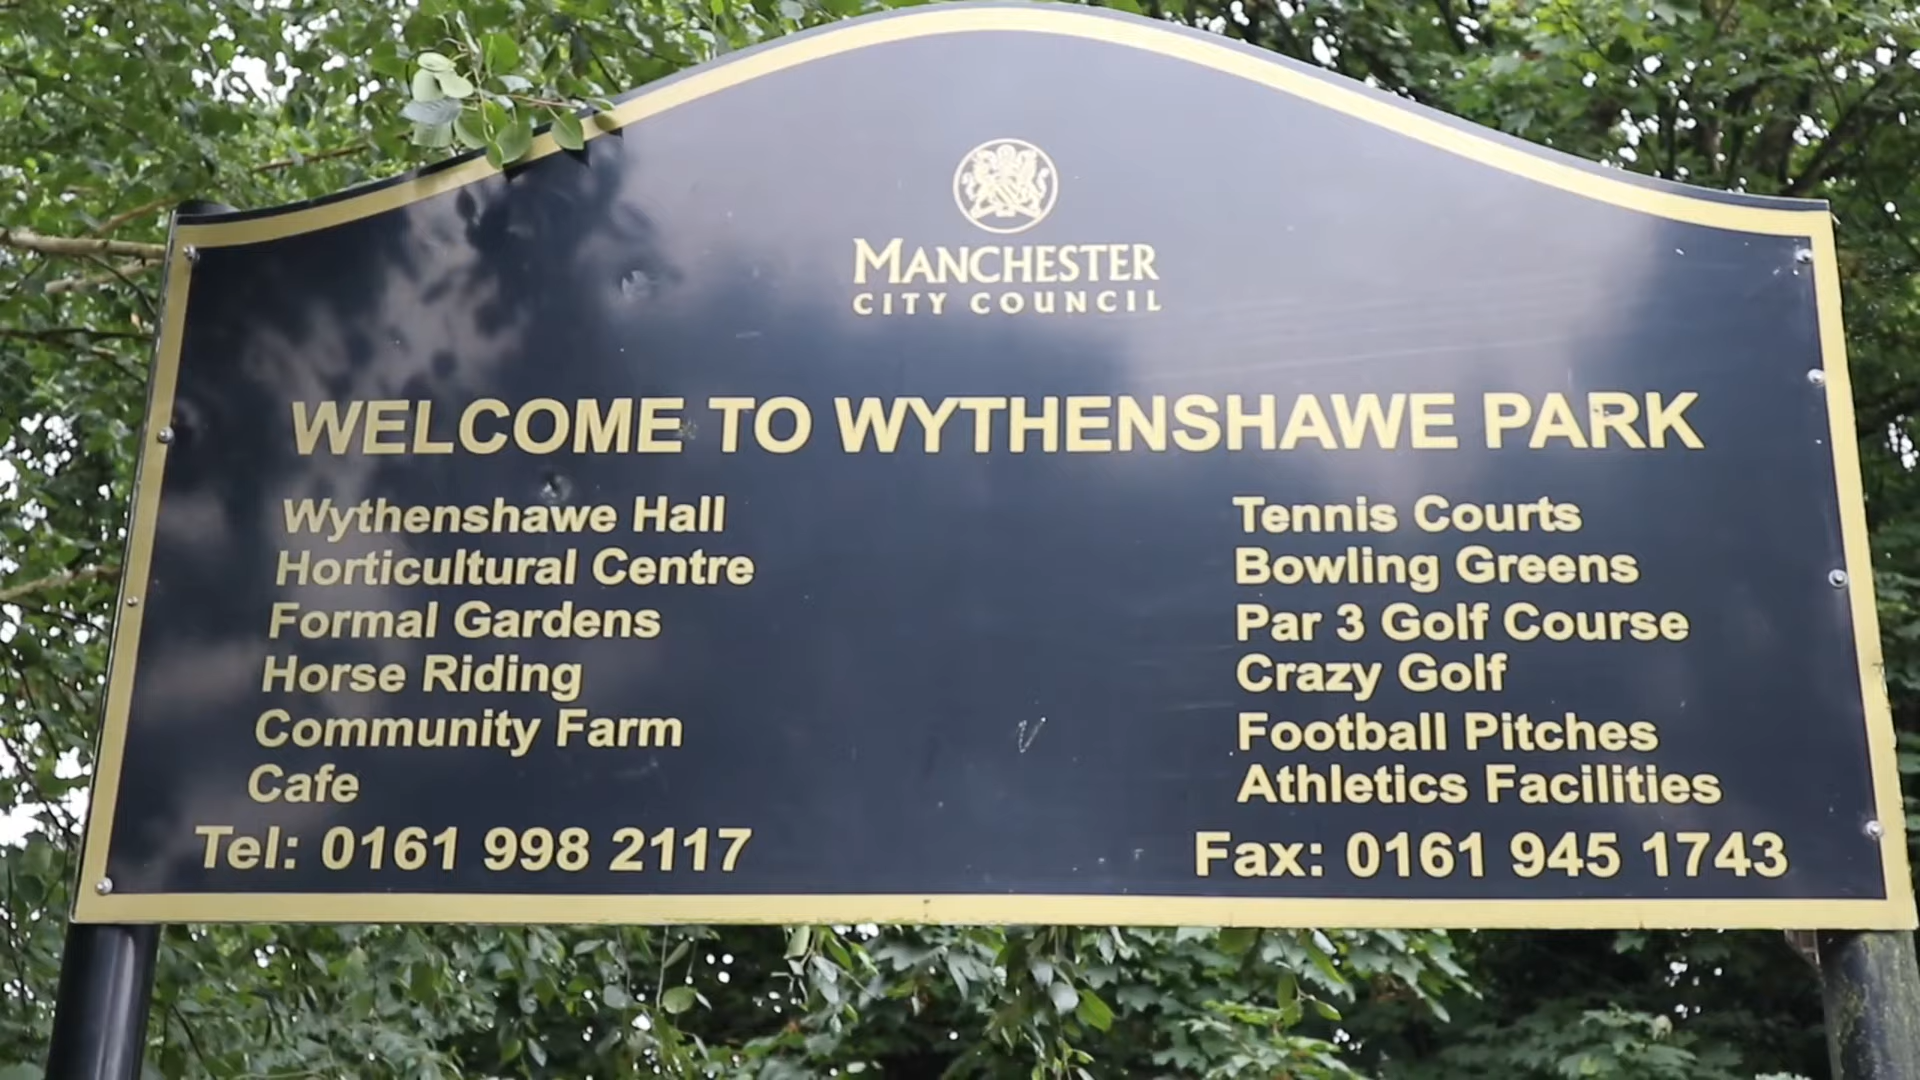 MANCHESTER
CITY COUNCIL
WELCOME TO WYTHENSHAWE PARK
Wythenshawe Hall
Horticultural Centre
Formal Gardens
Horse Riding
Community Farm
Cafe
Tel: 0161 998 2117
Tennis Courts
Bowling Greens
Par 3 Golf Course
Crazy Golf
Football Pitches
Athletics Facilities
Fax: 0161 945 1743